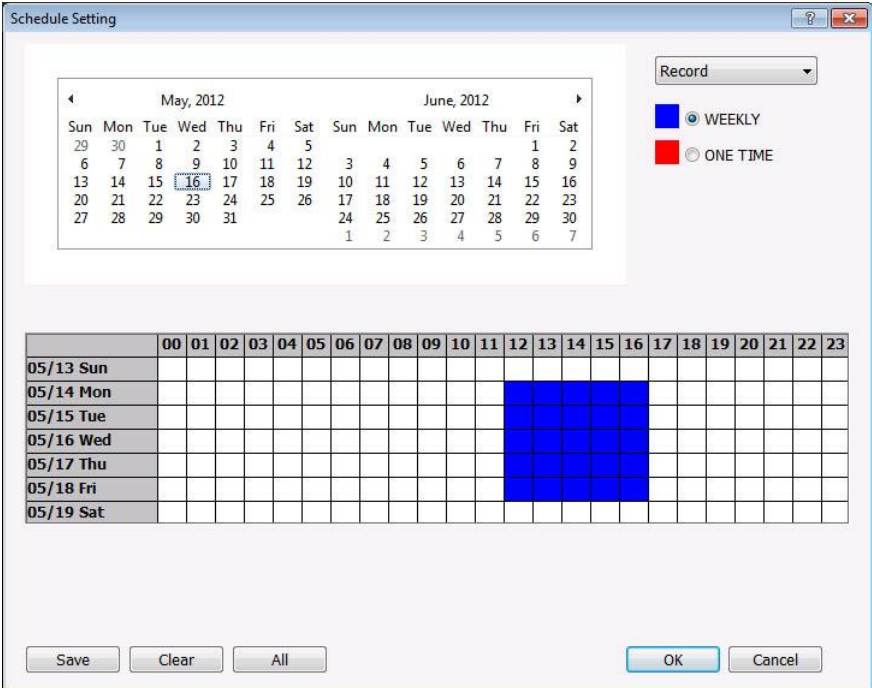 Schedule Setting
Record
May, 2012 June, 2012
Sun Mon Tue Wed Thu Fri Sat Sun Mon Tue Wed Thu Fri Sat
29 30 1 2 3 4 5 1 2
6 7 8 9 10 11 12 3 4 5 6 7 8 9
13 14 15 16 17 18 19 10 11 12 13 14 15 16
20 21 22 23 24 25 26 17 18 19 20 21 22 23
27 28 29 30 31 24 25 26 27 28 29 30
1 2 3 4 5 6 7
WEEKLY
ONE TIME
00 01 02 03 04 05 06 07 08 09 10 11 12 13 14 15 16 17 18 19 20 21 22 23
05/13 Sun
05/14 Mon
05/15 Tue
05/16 Wed
05/17 Thu
05/18 Fri
05/19 Sat
Save Clear All OK Cancel